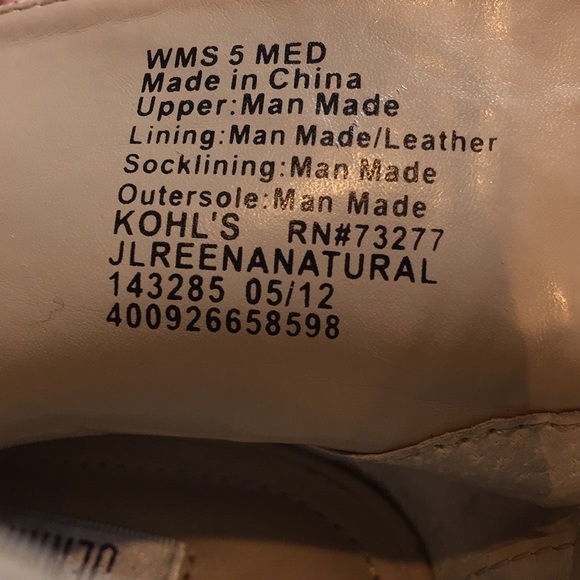 WMS 5 MED
Made in China
Upper:Man Made
Lining:Man Made/Leather
Socklining:Man Made
Outersole:Man Made
KOHL'S RN#73277
JLREENANATURAL
143285 05/12
400926658598